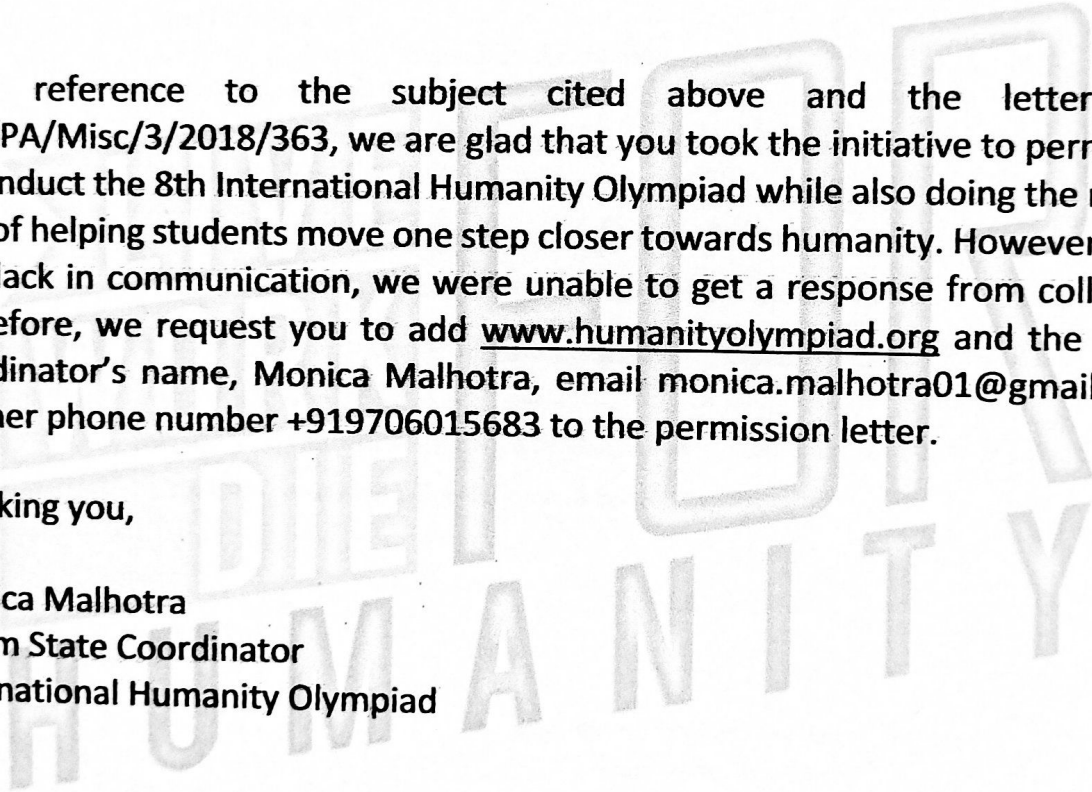 reference to the subject cited above and the letter
PA/Misc/3/2018/363, we are glad that you took the initiative to perr
nduct the 8th International Humanity Olympiad while also doing the
of helping students move one step closer towards humanity. However
lack in communication, we were unable to get a response from coll
efore, we request you to add www.humanityolympiad.org and the
dinator's name, Monica Malhotra, email monica.malhotra01@gmail
her phone number +919706015683 to the permission letter.
king you,
ca Malhotra
m State Coordinator
national Humanity Olympiad
FOR
DIE
HUMANITY